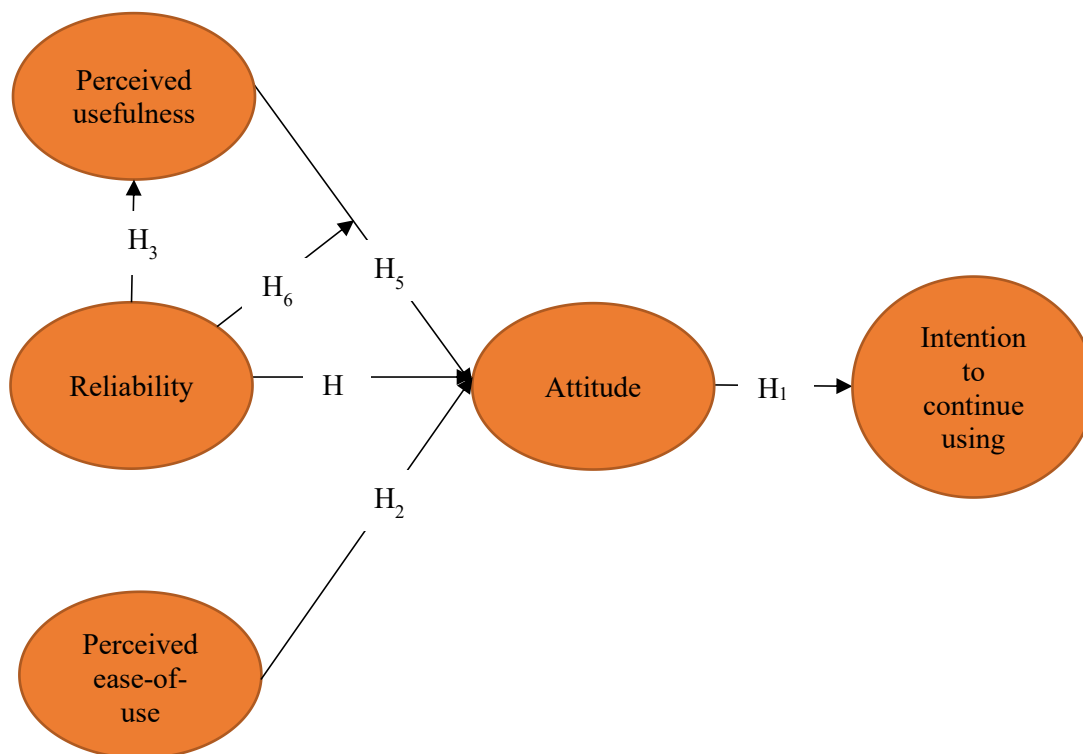 Perceived
usefulness
H₃
H₆
H₅
Reliability
H
Attitude
H₁
Intention
to
continue
using
H₂
Perceived
ease-of-
use